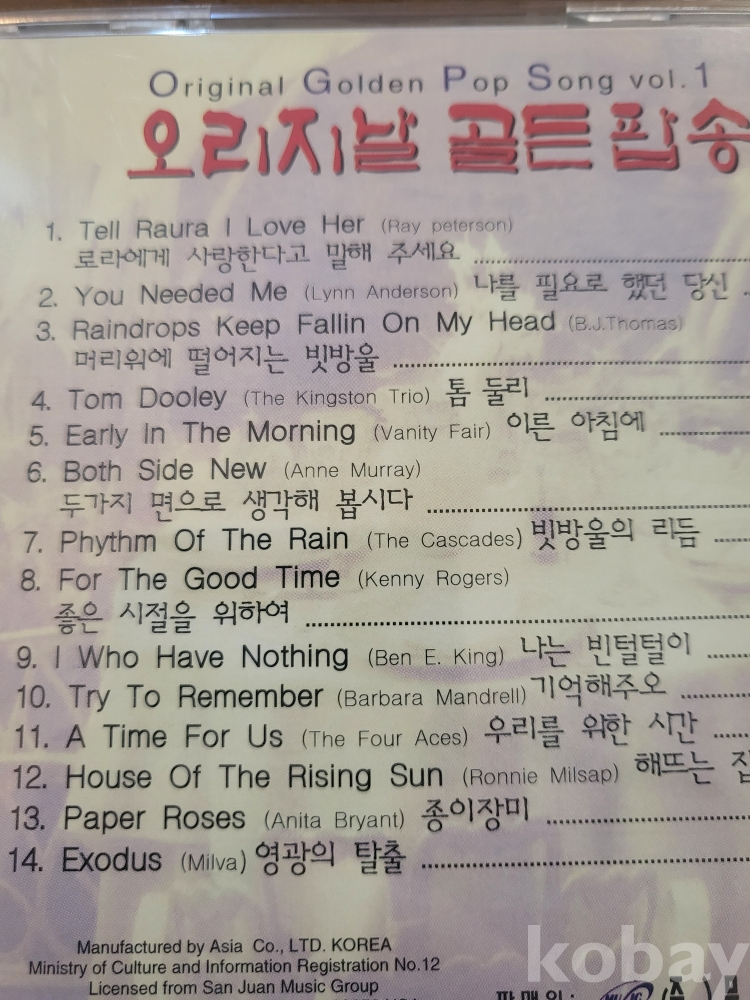 Original Golden Pop Song vol.1
오리지날 골든 팝송
1. Tell Raura I Love Her (Ray peterson)
로라에게 사랑한다고 말해 주세요 ........................
2. You Needed Me (Lynn Anderson) 나를 필요로 했던 당신 .
3. Raindrops Keep Fallin On My Head (B.J.Thomas)
머리위에 떨어지는 빗방울 ........................
4. Tom Dooley (The Kingston Trio) 톰 둘리 ........................
5. Early In The Morning (Vanity Fair) 이른 아침에 ............
6. Both Side New (Anne Murray)
두가지 면으로 생각해 봅시다 ........................
7. Phythm Of The Rain (The Cascades) 빗방울의 리듬 .....
8. For The Good Time (Kenny Rogers)
좋은 시절을 위하여 ........................
9. I Who Have Nothing (Ben E. King) 나는 빈털털이 ......
10. Try To Remember (Barbara Mandrell) 기억해주오 .........
11. A Time For Us (The Four Aces) 우리를 위한 시간 .....
12. House Of The Rising Sun (Ronnie Milsap) 해뜨는 집
13. Paper Roses (Anita Bryant) 종이장미 ........................
14. Exodus (Milva) 영광의 탈출 ........................
Manufactured by Asia Co., LTD. KOREA
Ministry of Culture and Information Registration No.12
Licensed from San Juan Music Group
판매원: MUSIC (주)
kobay